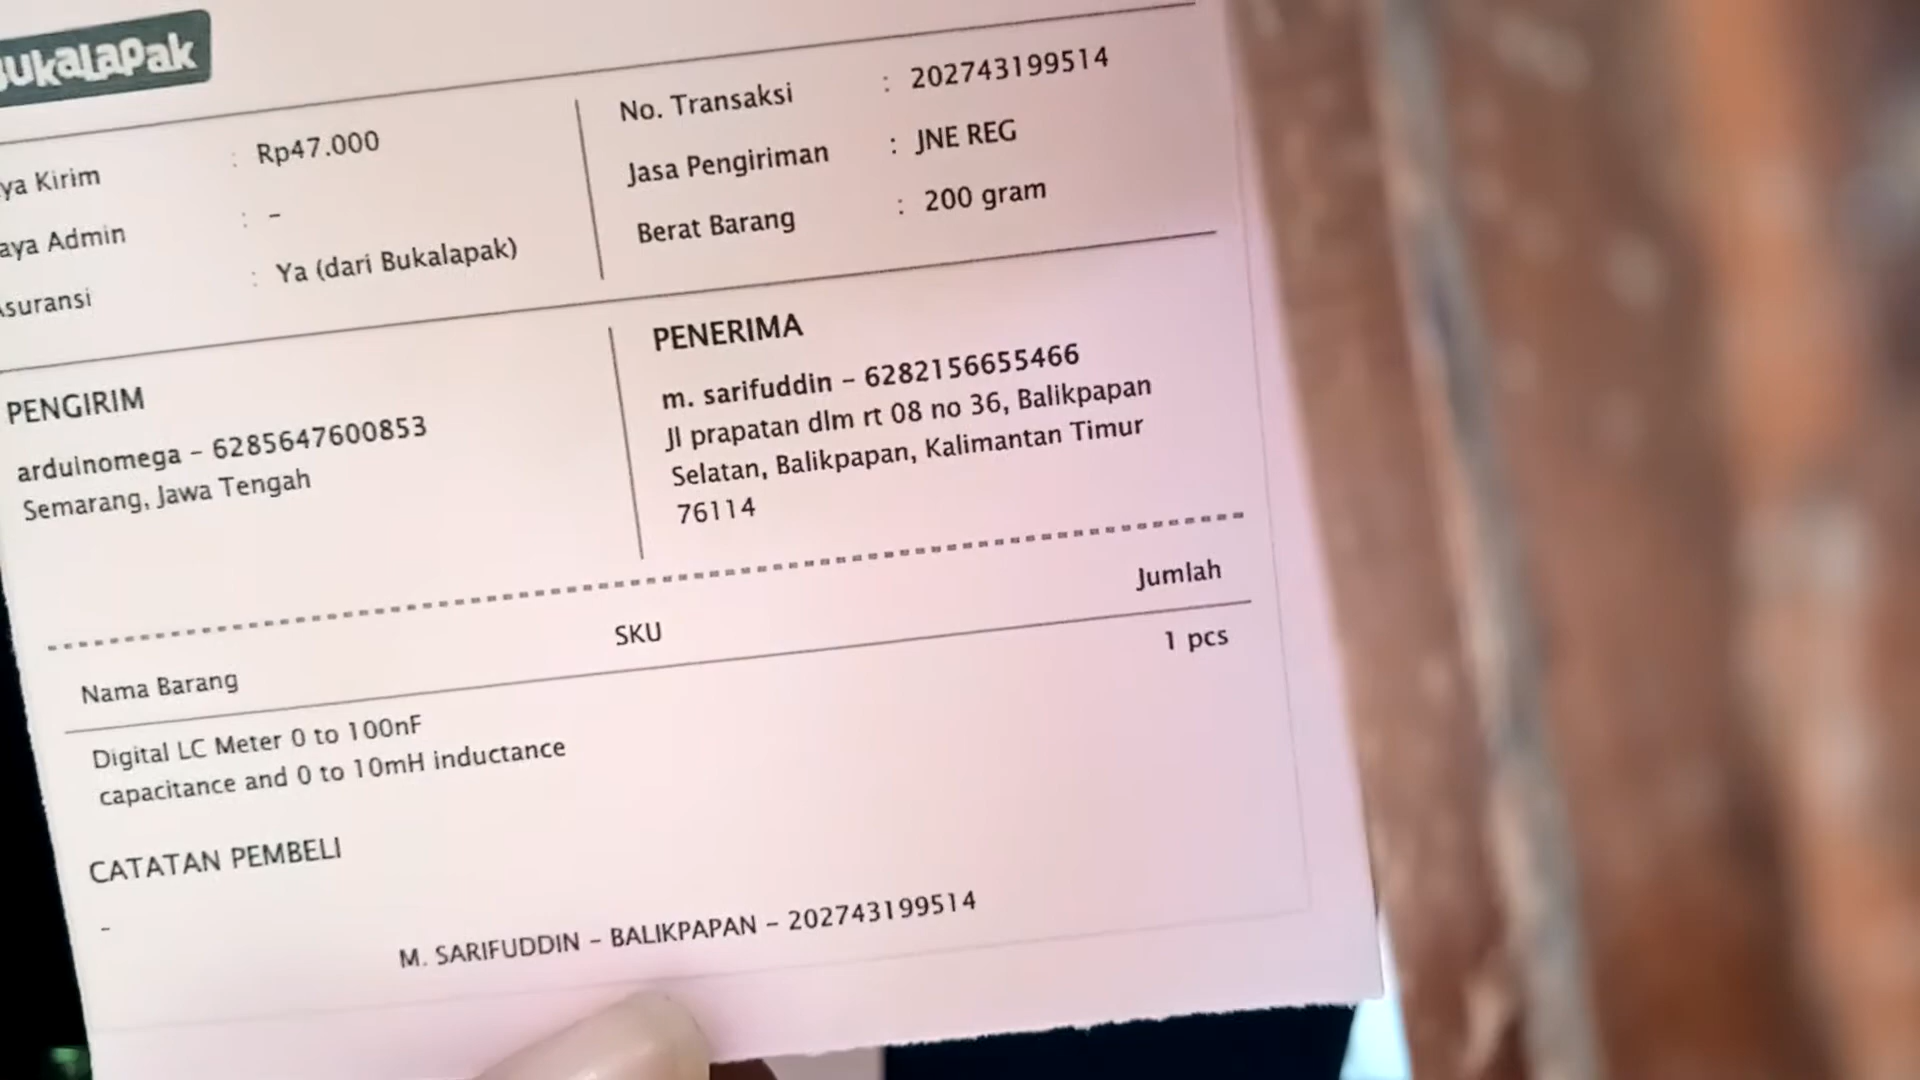 Bukalapak
ya Kirim : Rp47.000
aya Admin : -
Asuransi : Ya (dari Bukalapak)
No. Transaksi : 202743199514
Jasa Pengiriman : JNE REG
Berat Barang : 200 gram
PENGIRIM
arduinomega - 6285647600853
Semarang, Jawa Tengah
PENERIMA
m. sarifuddin - 6282156655466
Jl prapatan dlm rt 08 no 36, Balikpapan
Selatan, Balikpapan, Kalimantan Timur
76114
Nama Barang SKU Jumlah
Digital LC Meter 0 to 100nF 1 pcs
capacitance and 0 to 10mH inductance
CATATAN PEMBELI
-
M. SARIFUDDIN - BALIKPAPAN - 202743199514